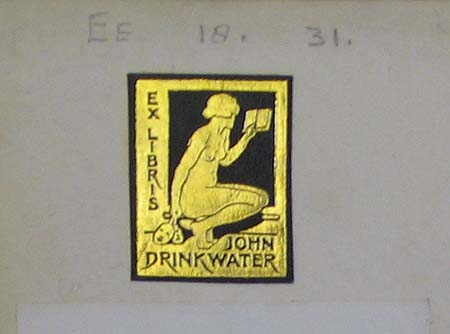 Ee 18. 31.
EX LIBRIS
JOHN
DRINKWATER